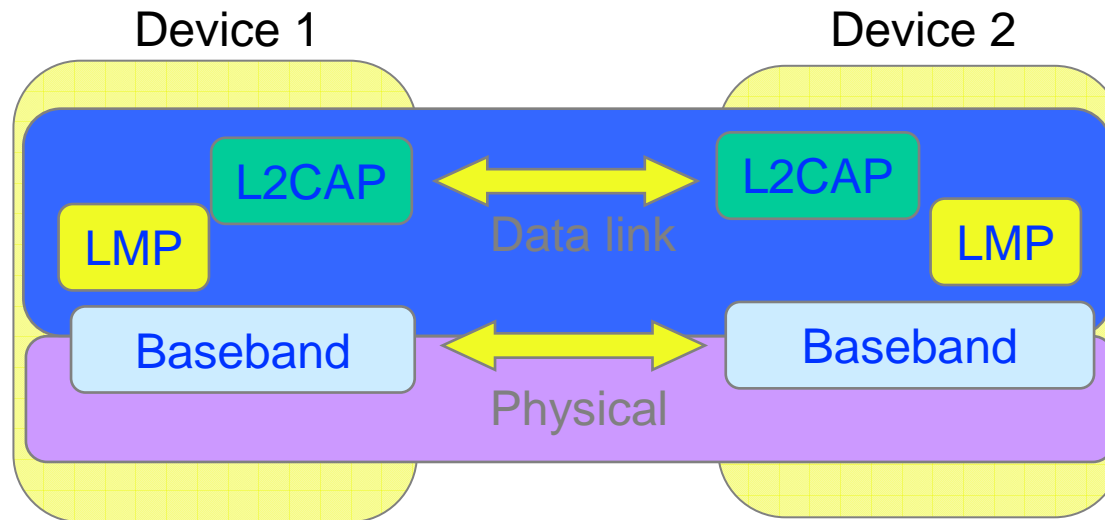 Device 1
Device 2
L2CAP
L2CAP
Data link
LMP
LMP
Baseband
Baseband
Physical